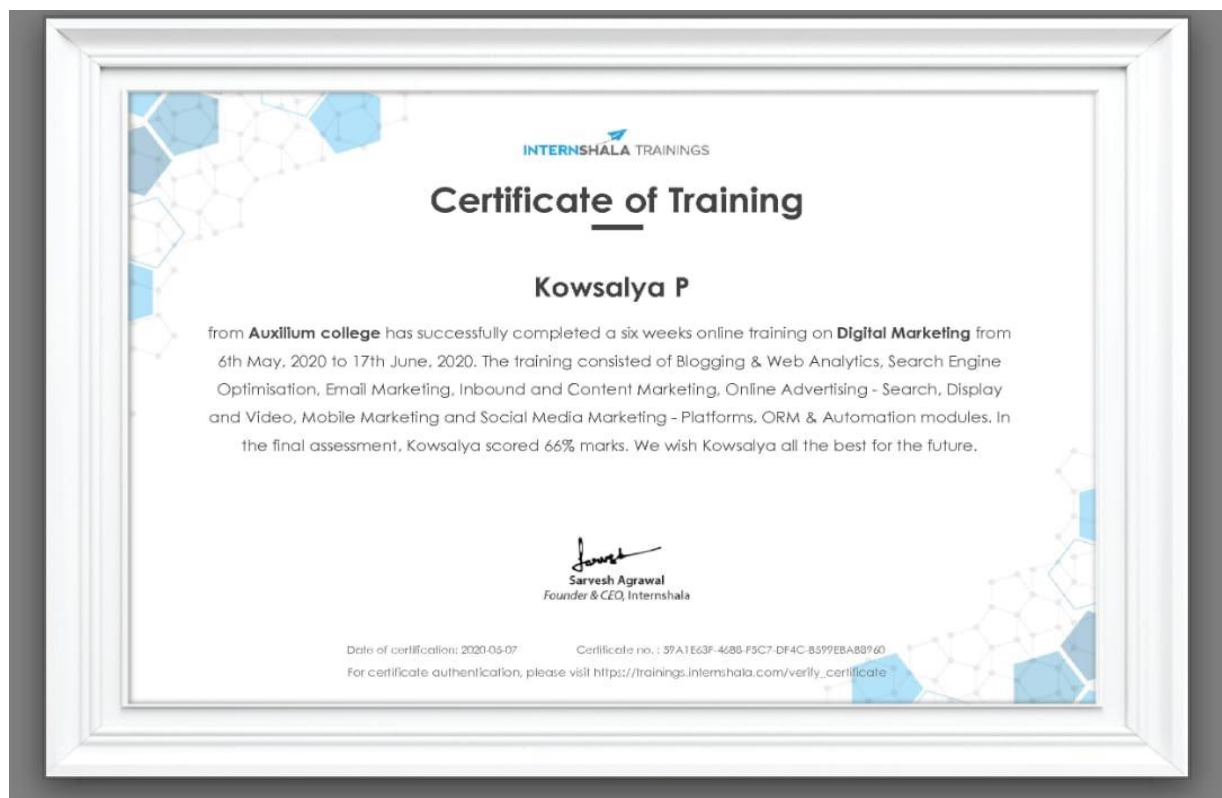 INTERNSHALA TRAININGS
Certificate of Training
Kowsalya P
from Auxilium college has successfully completed a six weeks online training on Digital Marketing from
6th May, 2020 to 17th June, 2020. The training consisted of Blogging & Web Analytics, Search Engine
Optimisation, Email Marketing, Inbound and Content Marketing, Online Advertising - Search, Display
and Video, Mobile Marketing and Social Media Marketing - Platforms, ORM & Automation modules. In
the final assessment, Kowsalya scored 66% marks. We wish Kowsalya all the best for the future.
Sarvesh Agrawal
Founder & CEO, Internshala
Date of certification: 2020-05-07 Certificate no. :
For certificate authentication, please visit https://trainings.internshala.com/verify_certificate